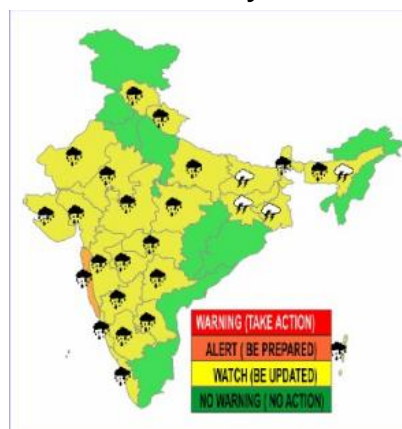 WARNING (TAKE ACTION)
ALERT ( BE PREPARED)
WATCH (BE UPDATED)
NO WARNING ( NO ACTION)